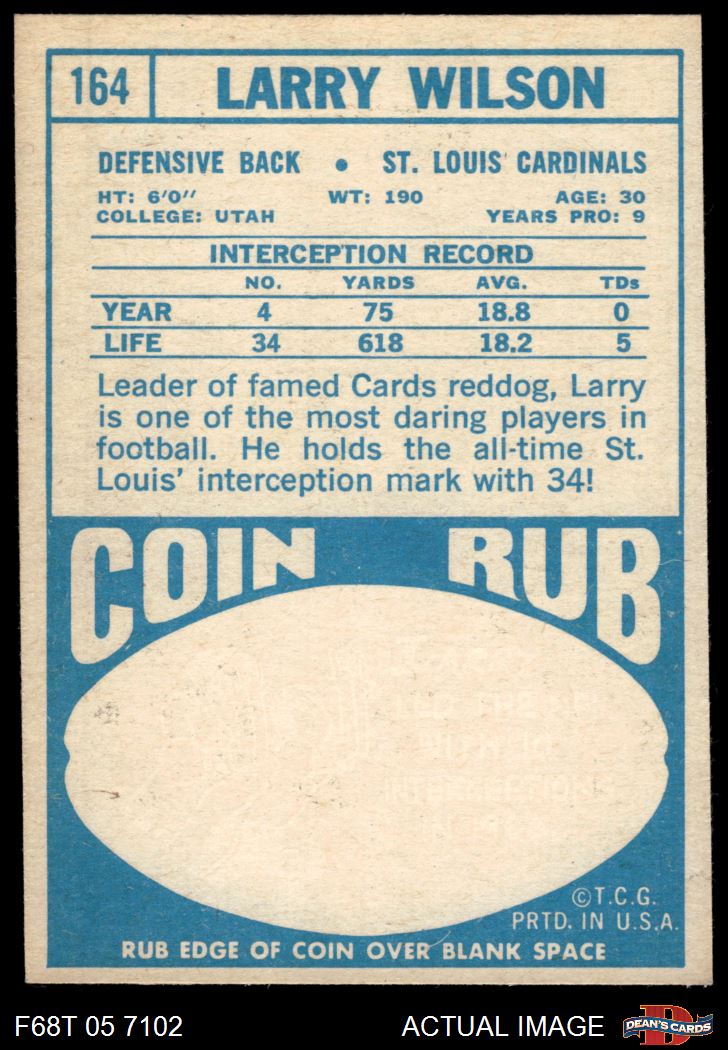 164 LARRY WILSON
DEFENSIVE BACK • ST. LOUIS CARDINALS
HT: 6'0" WT: 190 AGE: 30
COLLEGE: UTAH YEARS PRO: 9
INTERCEPTION RECORD
NO. YARDS AVG. TDs
YEAR 4 75 18.8 0
LIFE 34 618 18.2 5
Leader of famed Cards reddog, Larry
is one of the most daring players in
football. He holds the all-time St.
Louis' interception mark with 34!
COIN RUB
©T.C.G.
PRTD. IN U.S.A.
RUB EDGE OF COIN OVER BLANK SPACE
F68T 05 7102 ACTUAL IMAGE DEAN'S CARDS